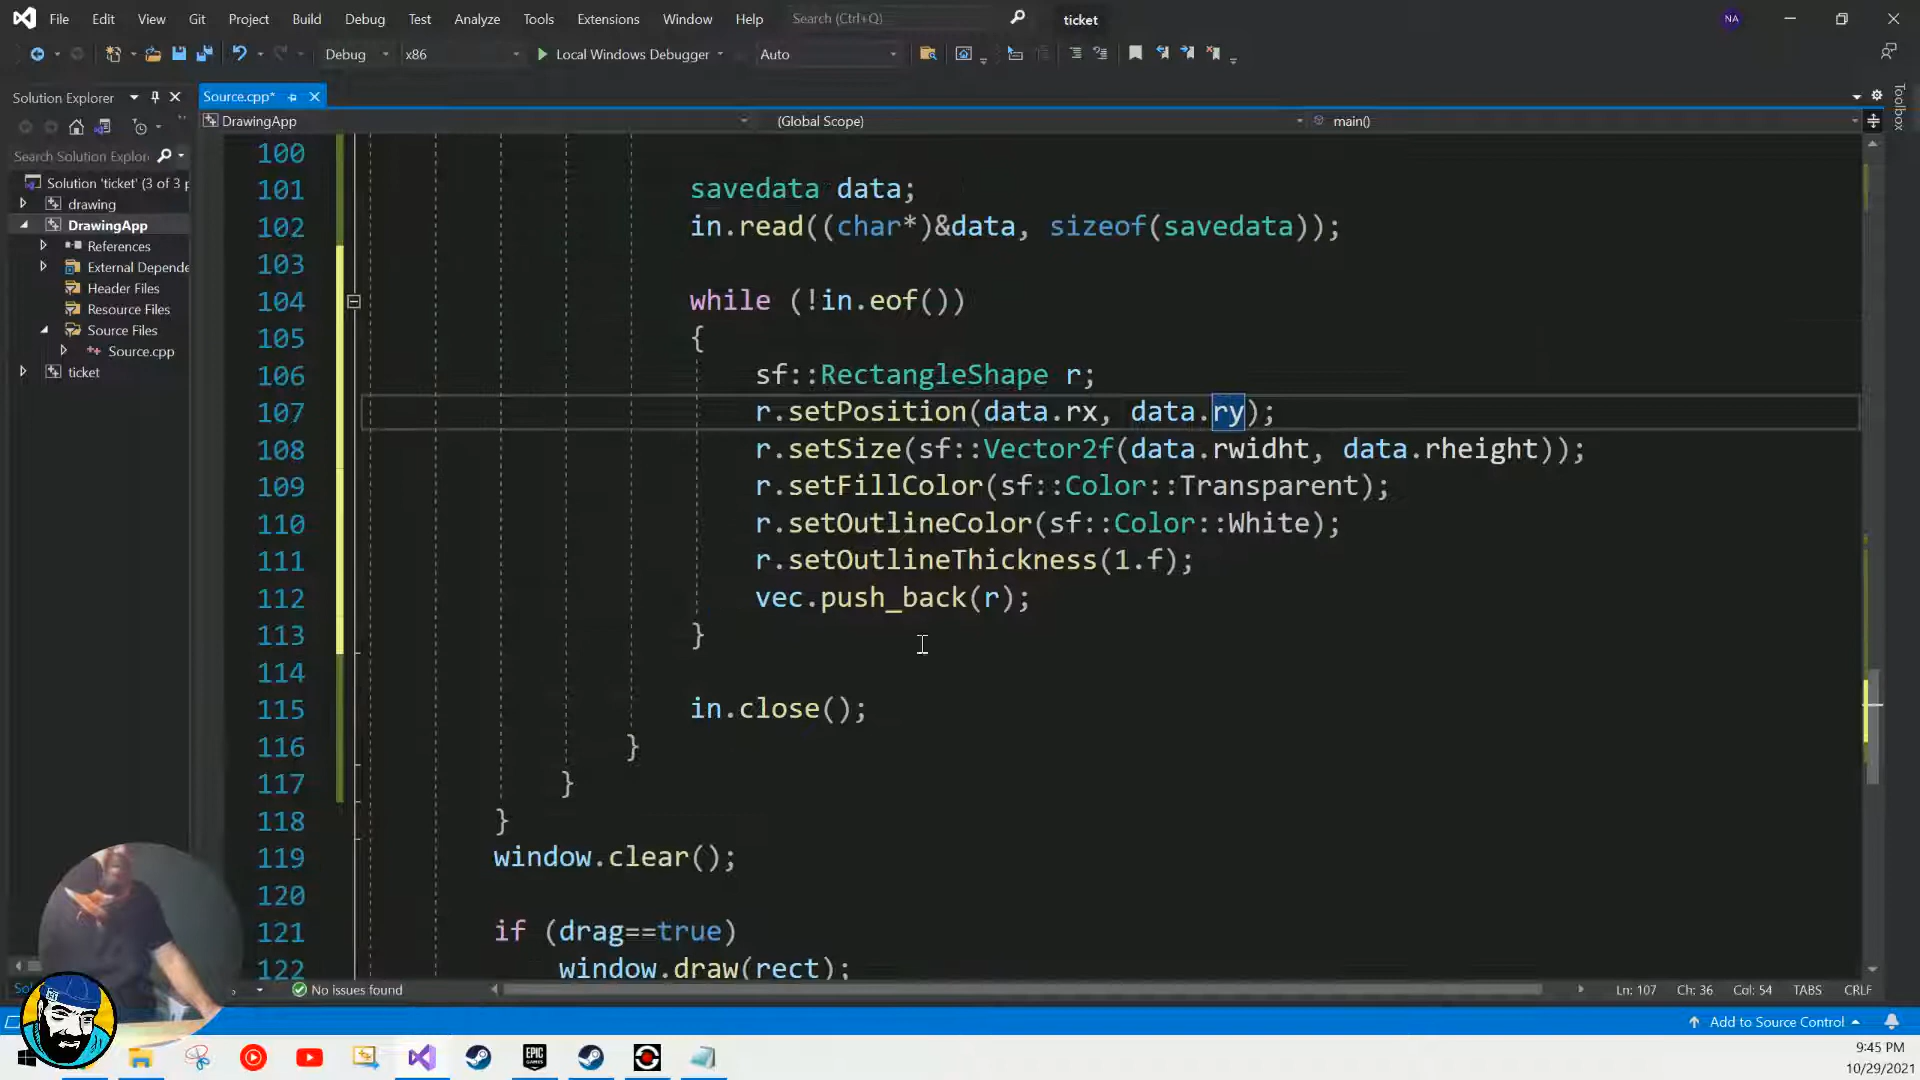 File Edit View Git Project Build Debug Test Analyze Tools Extensions Window Help Search (Ctrl+Q) ticket NA
Debug x86 Local Windows Debugger Auto
Solution Explorer Source.cpp*
DrawingApp (Global Scope) main()
Toolbox
Search Solution Explor
Solution 'ticket' (3 of 3 p
drawing
DrawingApp
References
External Depende
Header Files
Resource Files
Source Files
Source.cpp
ticket
100
101 savedata data;
102 in.read((char*)&data, sizeof(savedata));
103
104 while (!in.eof())
105 {
106 sf::RectangleShape r;
107 r.setPosition(data.rx, data.ry);
108 r.setSize(sf::Vector2f(data.rwidht, data.rheight));
109 r.setFillColor(sf::Color::Transparent);
110 r.setOutlineColor(sf::Color::White);
111 r.setOutlineThickness(1.f);
112 vec.push_back(r);
113 }
114
115 in.close();
116 }
117 }
118 }
119 window.clear();
120
121 if (drag==true)
122 window.draw(rect);
No issues found Ln: 107 Ch: 36 Col: 54 TABS CRLF
Add to Source Control
EPIC GAMES
9:45 PM
10/29/2021